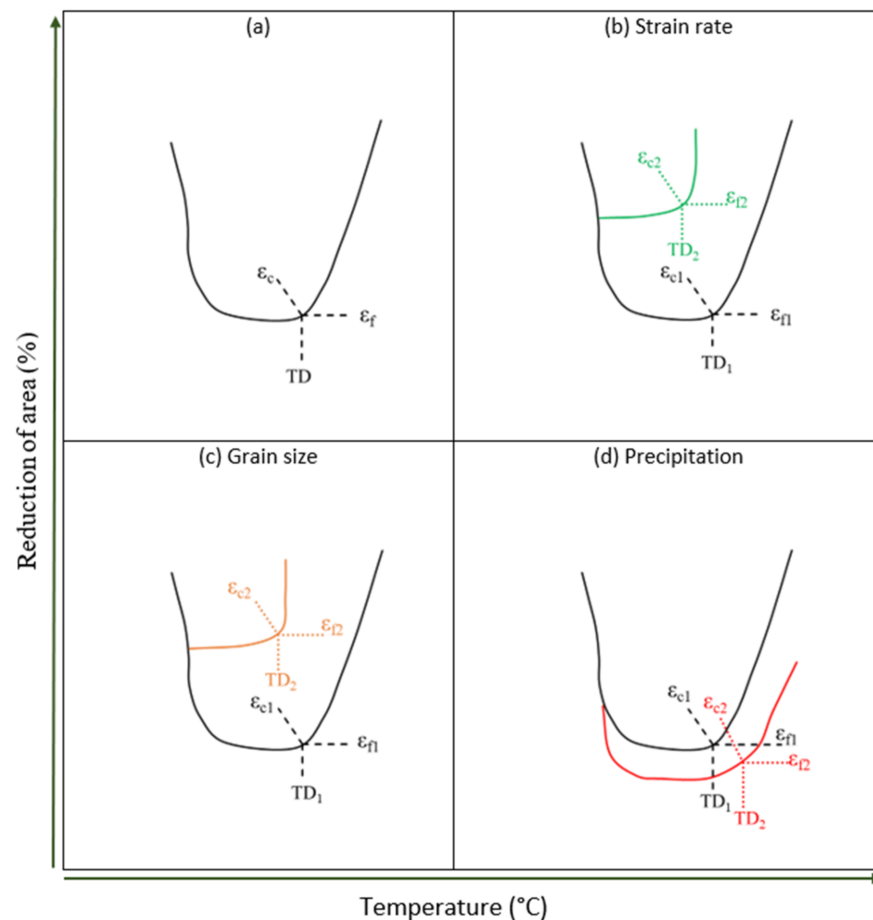 (a)
(b) Strain rate
εc
εf
TD
εc2
εf2
TD2
εc1
εf1
TD1
(c) Grain size
(d) Precipitation
εc2
εf2
TD2
εc1
εf1
TD1
εc1
εc2
εf1
εf2
TD1
TD2
Reduction of area (%)
Temperature (°C)